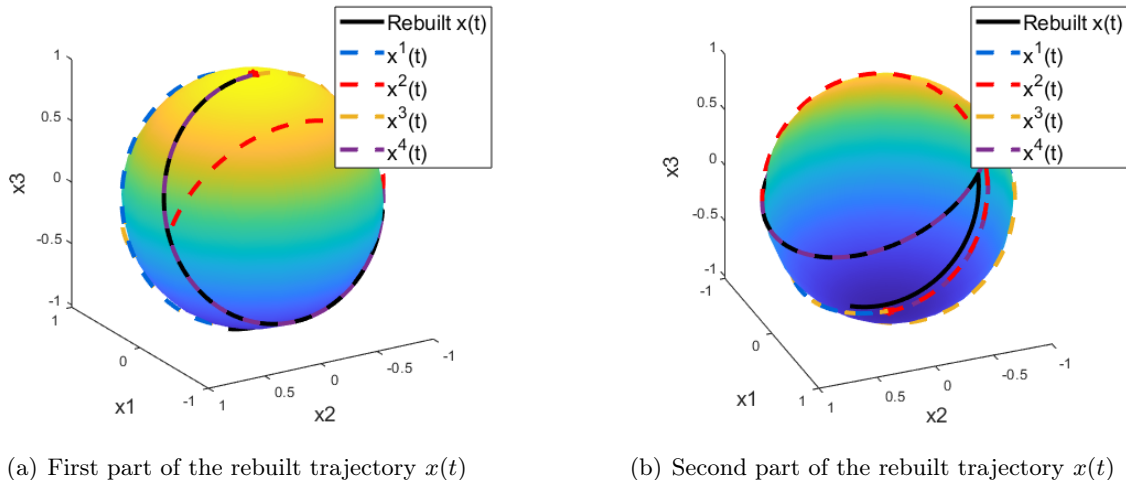 Rebuilt x(t)
x¹(t)
x²(t)
x³(t)
x⁴(t)
1
0.5
0
-0.5
-1
x3
1
0
-1
x1
1
0.5
0
-0.5
-1
x2
(a) First part of the rebuilt trajectory x(t)
Rebuilt x(t)
x¹(t)
x²(t)
x³(t)
x⁴(t)
1
0.5
0
-0.5
-1
x3
-1
0
1
x1
1
0.5
0
-0.5
-1
x2
(b) Second part of the rebuilt trajectory x(t)